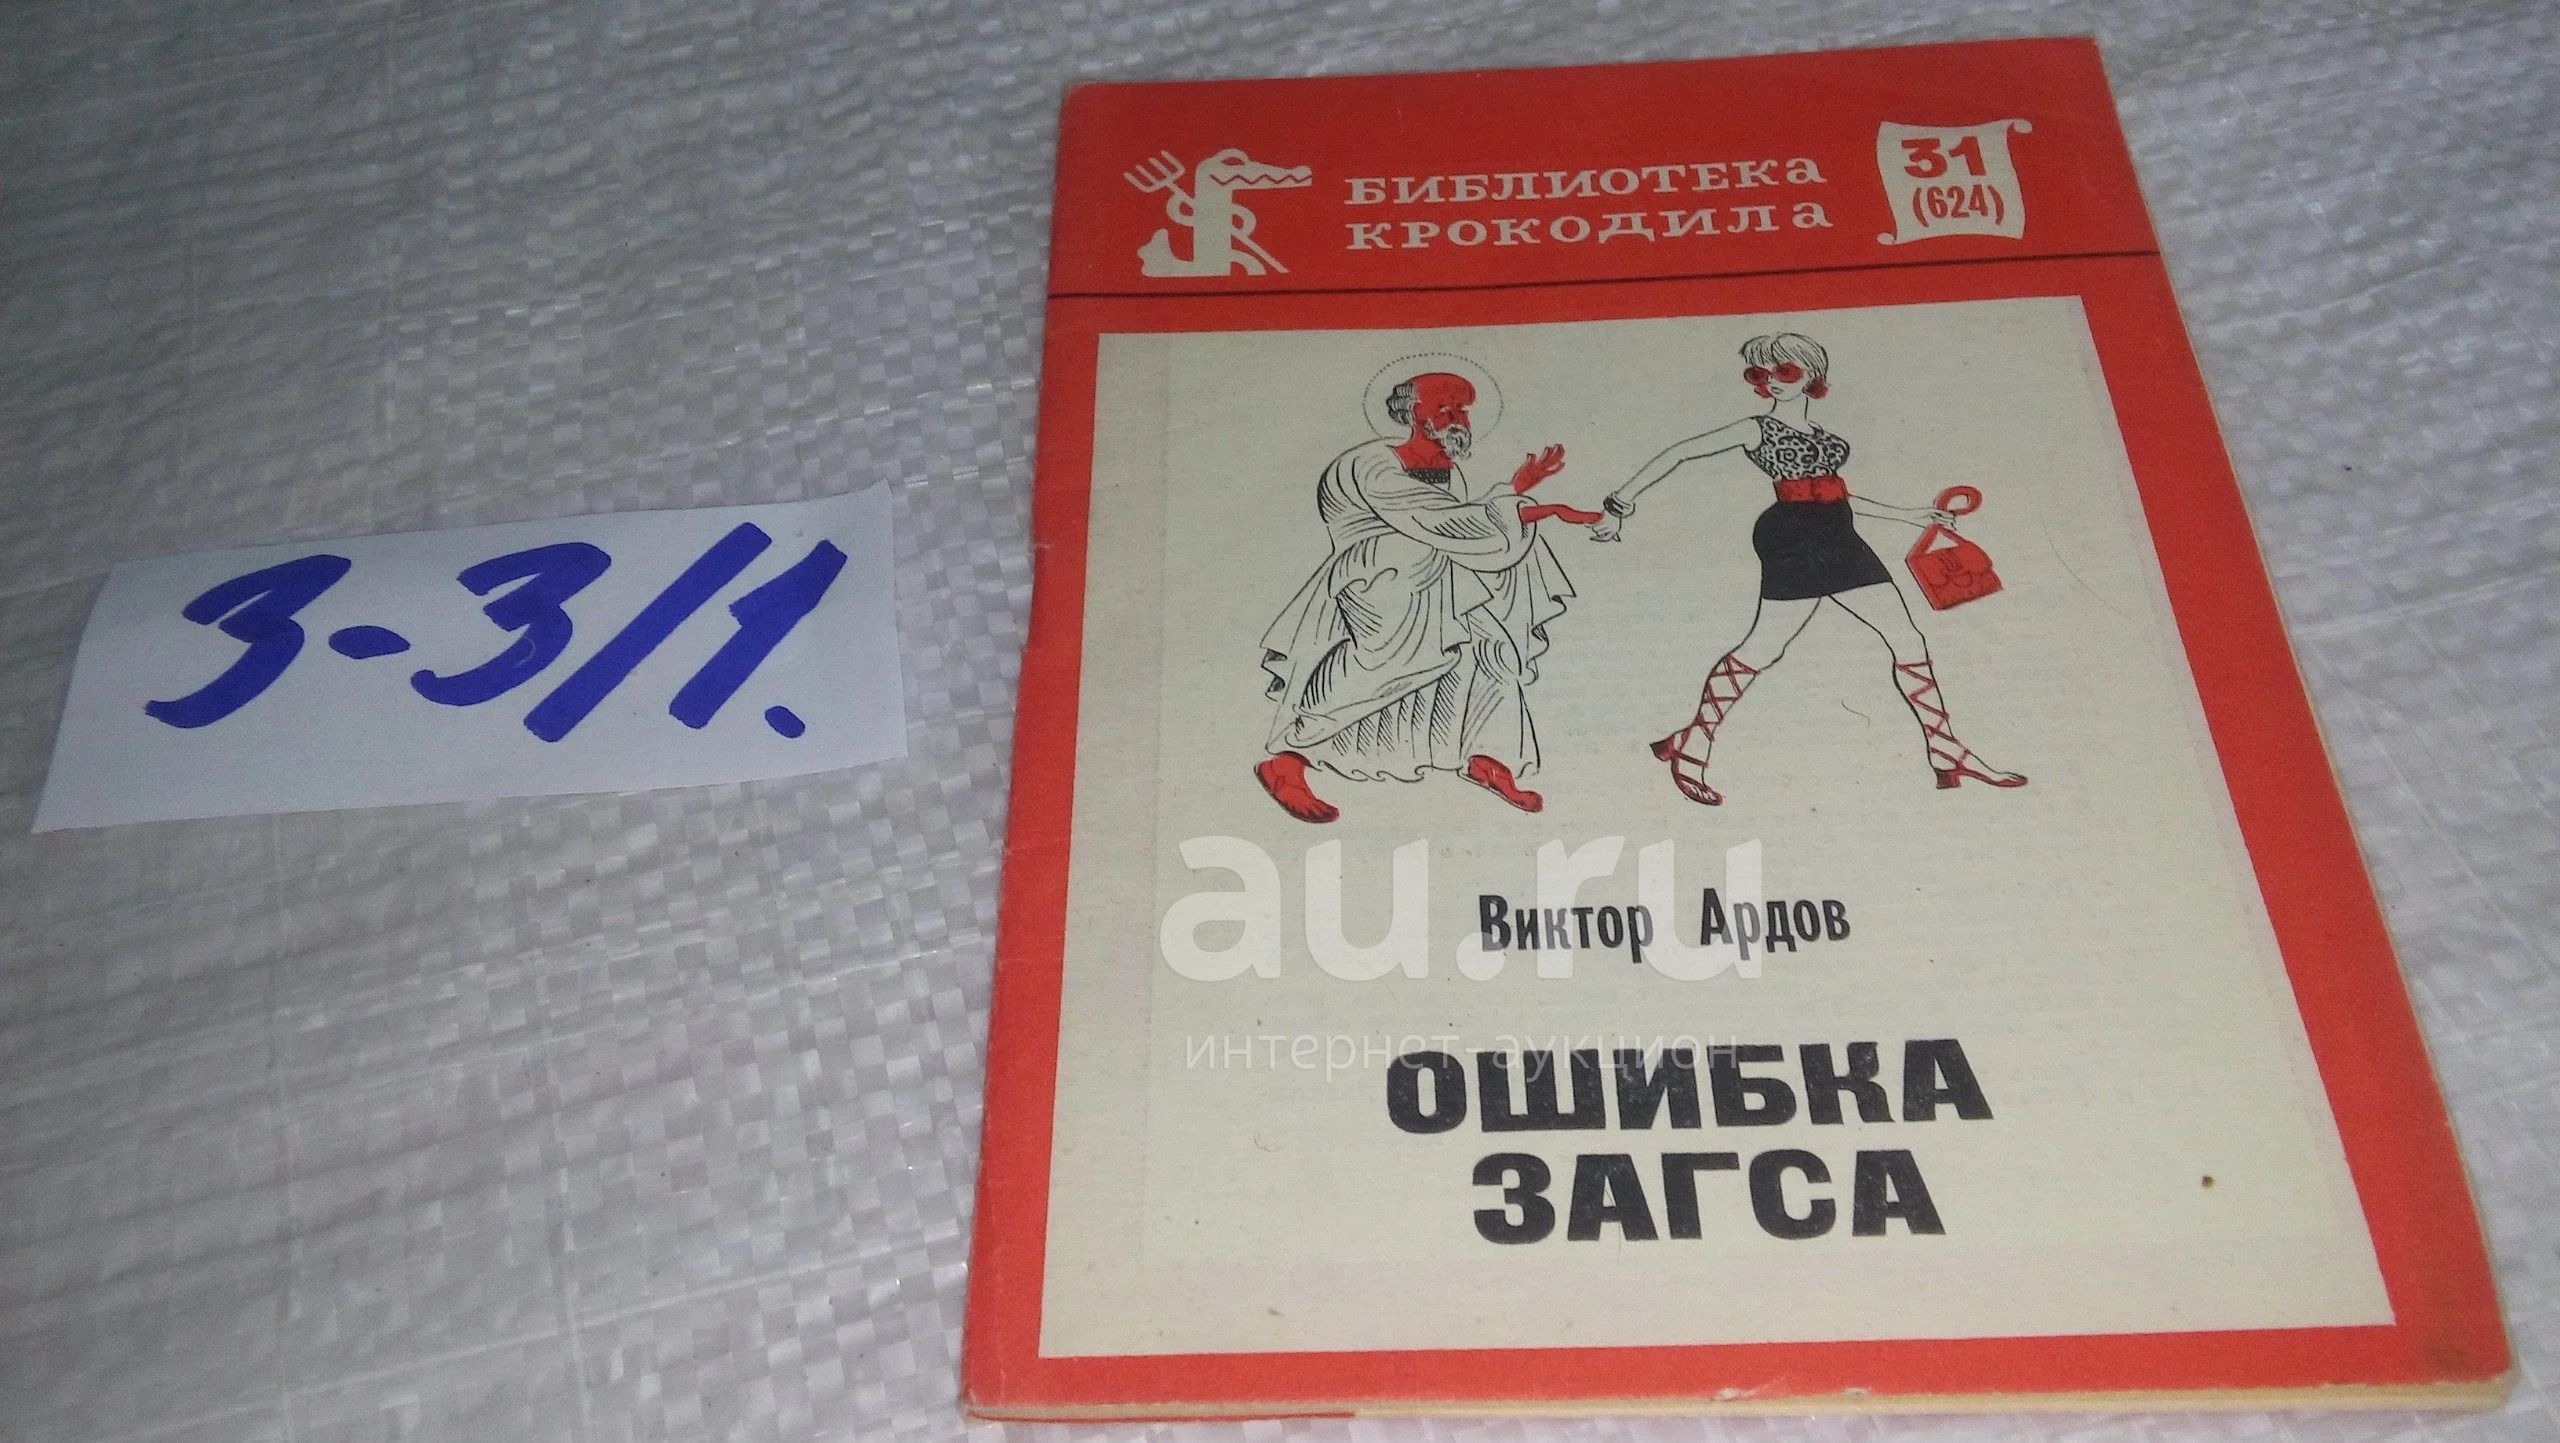 БИБЛИОТЕКА
КРОКОДИЛА
31
(624)
3-3/1.
au.ru
Виктор Ардов
интернет-аукцион
ОШИБКА
ЗАГСА